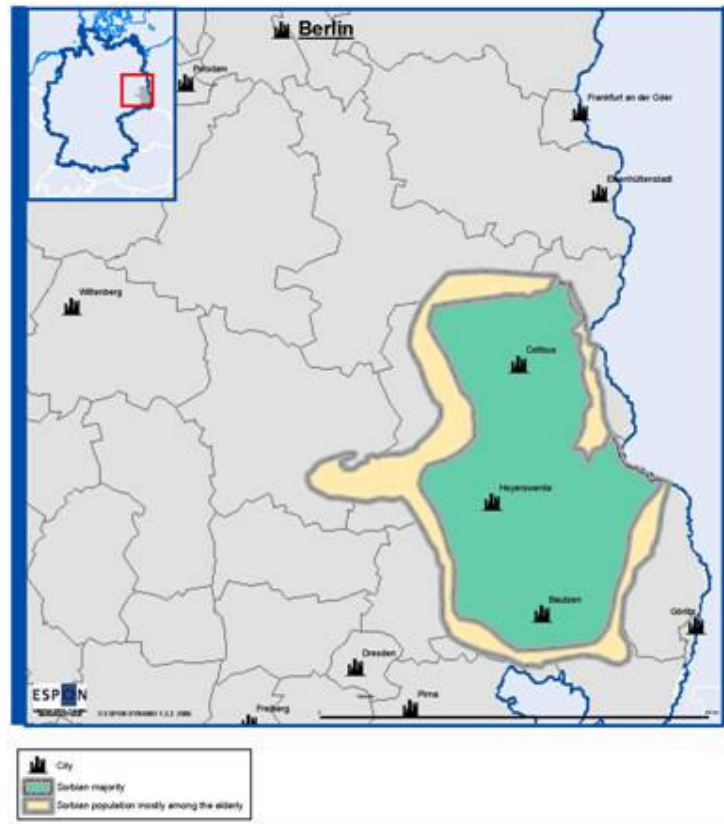 Berlin
Potsdam
Frankfurt an der Oder
Eisenhüttenstadt
Wittenberg
Cottbus
Hoyerswerda
Bautzen
Görlitz
Dresden
Pirna
Freiberg
ESPON
City
Sorbian majority
Sorbian population mostly among the elderly